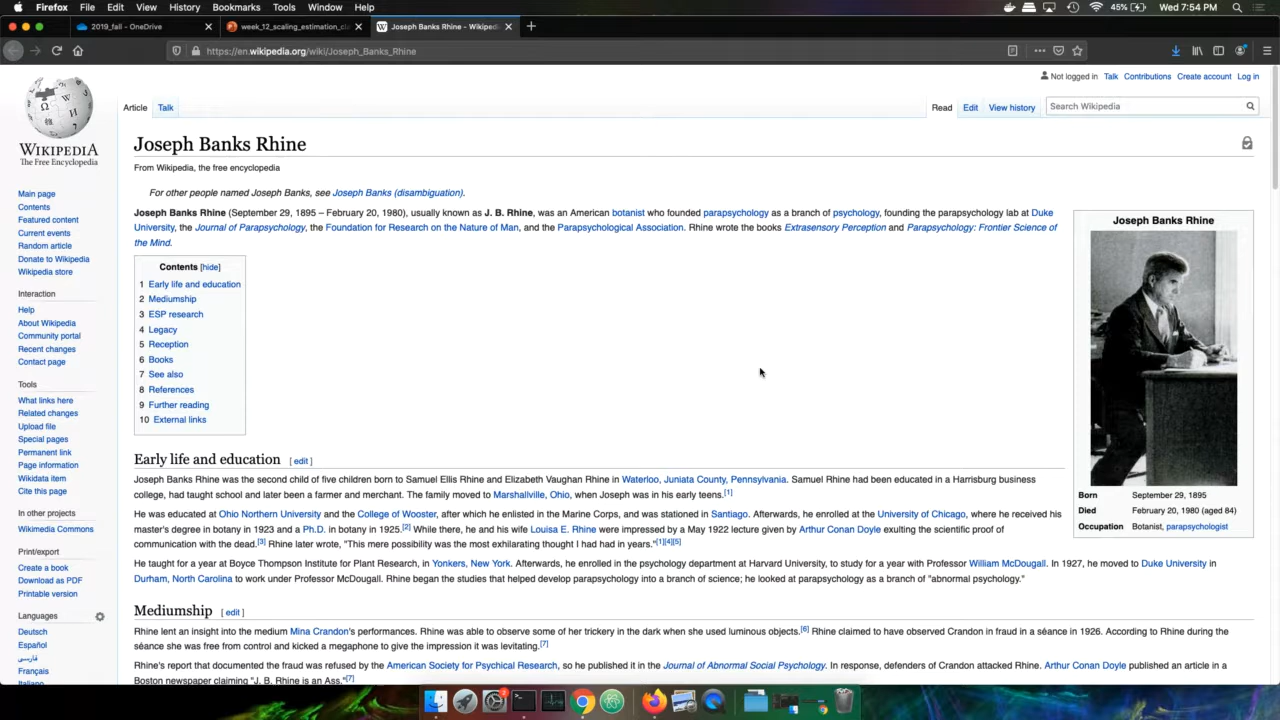 Firefox File Edit View History Bookmarks Tools Window Help 45% Wed 7:54 PM
2019_fall - OneDrive week_12_scaling_estimation_cl Joseph Banks Rhine - Wikipedi
https://en.wikipedia.org/wiki/Joseph_Banks_Rhine
Not logged in Talk Contributions Create account Log in
Article Talk Read Edit View history Search Wikipedia
WIKIPEDIA
The Free Encyclopedia
Main page
Contents
Featured content
Current events
Random article
Donate to Wikipedia
Wikipedia store
Interaction
Help
About Wikipedia
Community portal
Recent changes
Contact page
Tools
What links here
Related changes
Upload file
Special pages
Permanent link
Page information
Wikidata item
Cite this page
In other projects
Wikimedia Commons
Print/export
Create a book
Download as PDF
Printable version
Languages
Deutsch
Español
فارسی
Français
Italiano
Joseph Banks Rhine
From Wikipedia, the free encyclopedia
For other people named Joseph Banks, see Joseph Banks (disambiguation).
Joseph Banks Rhine (September 29, 1895 – February 20, 1980), usually known as J. B. Rhine, was an American botanist who founded parapsychology as a branch of psychology, founding the parapsychology lab at Duke
University, the Journal of Parapsychology, the Foundation for Research on the Nature of Man, and the Parapsychological Association. Rhine wrote the books Extrasensory Perception and Parapsychology: Frontier Science of
the Mind.
Contents [hide]
1 Early life and education
2 Mediumship
3 ESP research
4 Legacy
5 Reception
6 Books
7 See also
8 References
9 Further reading
10 External links
Joseph Banks Rhine
Born September 29, 1895
Died February 20, 1980 (aged 84)
Occupation Botanist, parapsychologist
Early life and education [ edit ]
Joseph Banks Rhine was the second child of five children born to Samuel Ellis Rhine and Elizabeth Vaughan Rhine in Waterloo, Juniata County, Pennsylvania. Samuel Rhine had been educated in a Harrisburg business
college, had taught school and later been a farmer and merchant. The family moved to Marshallville, Ohio, when Joseph was in his early teens.[1]
He was educated at Ohio Northern University and the College of Wooster, after which he enlisted in the Marine Corps, and was stationed in Santiago. Afterwards, he enrolled at the University of Chicago, where he received his
master's degree in botany in 1923 and a Ph.D. in botany in 1925.[2] While there, he and his wife Louisa E. Rhine were impressed by a May 1922 lecture given by Arthur Conan Doyle exulting the scientific proof of
communication with the dead.[3] Rhine later wrote, "This mere possibility was the most exhilarating thought I had had in years."[1][4][5]
He taught for a year at Boyce Thompson Institute for Plant Research, in Yonkers, New York. Afterwards, he enrolled in the psychology department at Harvard University, to study for a year with Professor William McDougall. In 1927, he moved to Duke University in
Durham, North Carolina to work under Professor McDougall. Rhine began the studies that helped develop parapsychology into a branch of science; he looked at parapsychology as a branch of "abnormal psychology."
Mediumship [ edit ]
Rhine lent an insight into the medium Mina Crandon's performances. Rhine was able to observe some of her trickery in the dark when she used luminous objects.[6] Rhine claimed to have observed Crandon in fraud in a séance in 1926. According to Rhine during the
séance she was free from control and kicked a megaphone to give the impression it was levitating.[7]
Rhine's report that documented the fraud was refused by the American Society for Psychical Research, so he published it in the Journal of Abnormal Social Psychology. In response, defenders of Crandon attacked Rhine. Arthur Conan Doyle published an article in a
Boston newspaper claiming "J. B. Rhine is an Ass."[7]